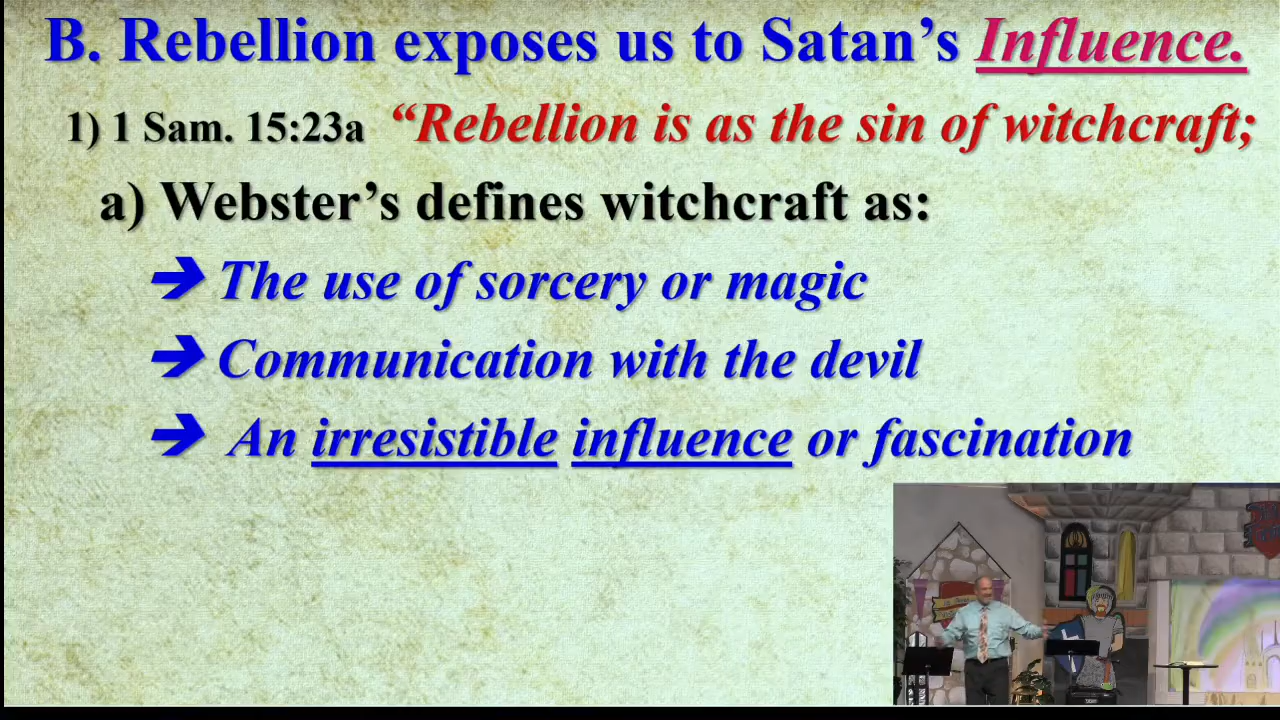 B. Rebellion exposes us to Satan’s Influence.
1) 1 Sam. 15:23a “Rebellion is as the sin of witchcraft;
a) Webster’s defines witchcraft as:
➔ The use of sorcery or magic
➔ Communication with the devil
➔ An irresistible influence or fascination